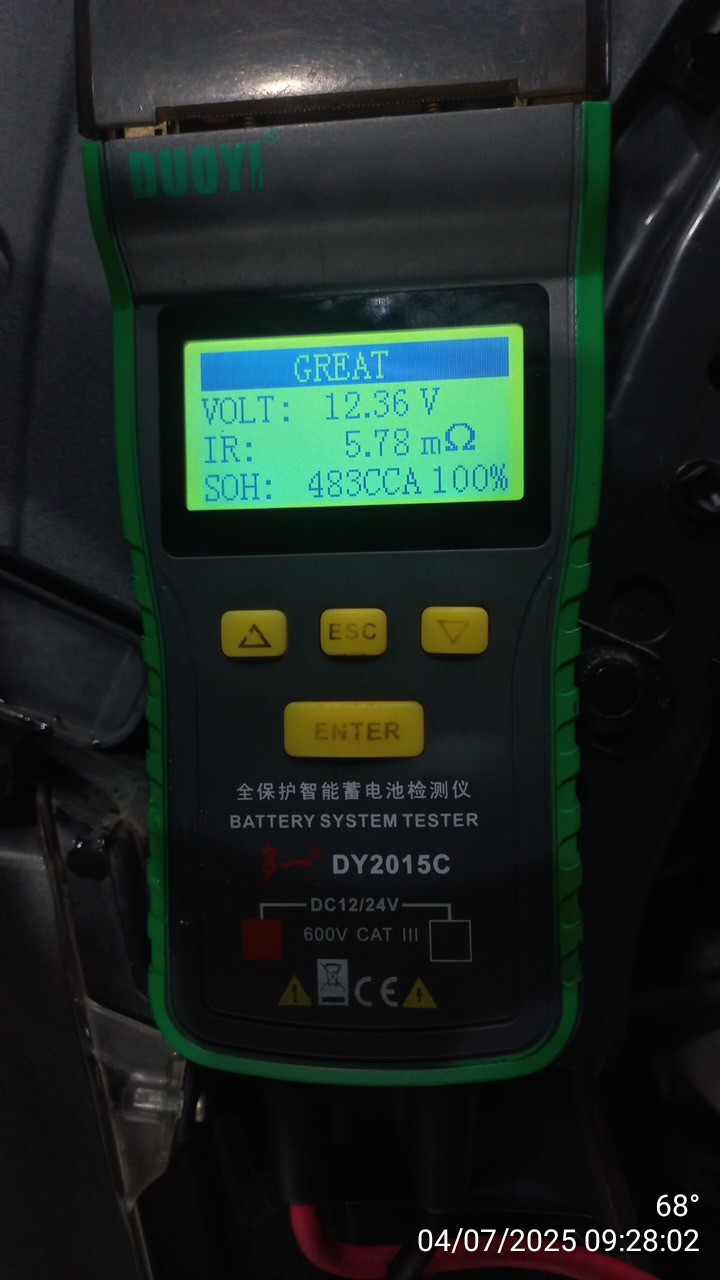 DUOYI®
GREAT
VOLT: 12.36 V
IR: 5.78 mΩ
SOH: 483CCA 100%
ESC
ENTER
全保护智能蓄电池检测仪
BATTERY SYSTEM TESTER
多一® DY2015C
DC12/24V
600V CAT III
CE
68°
04/07/2025 09:28:02